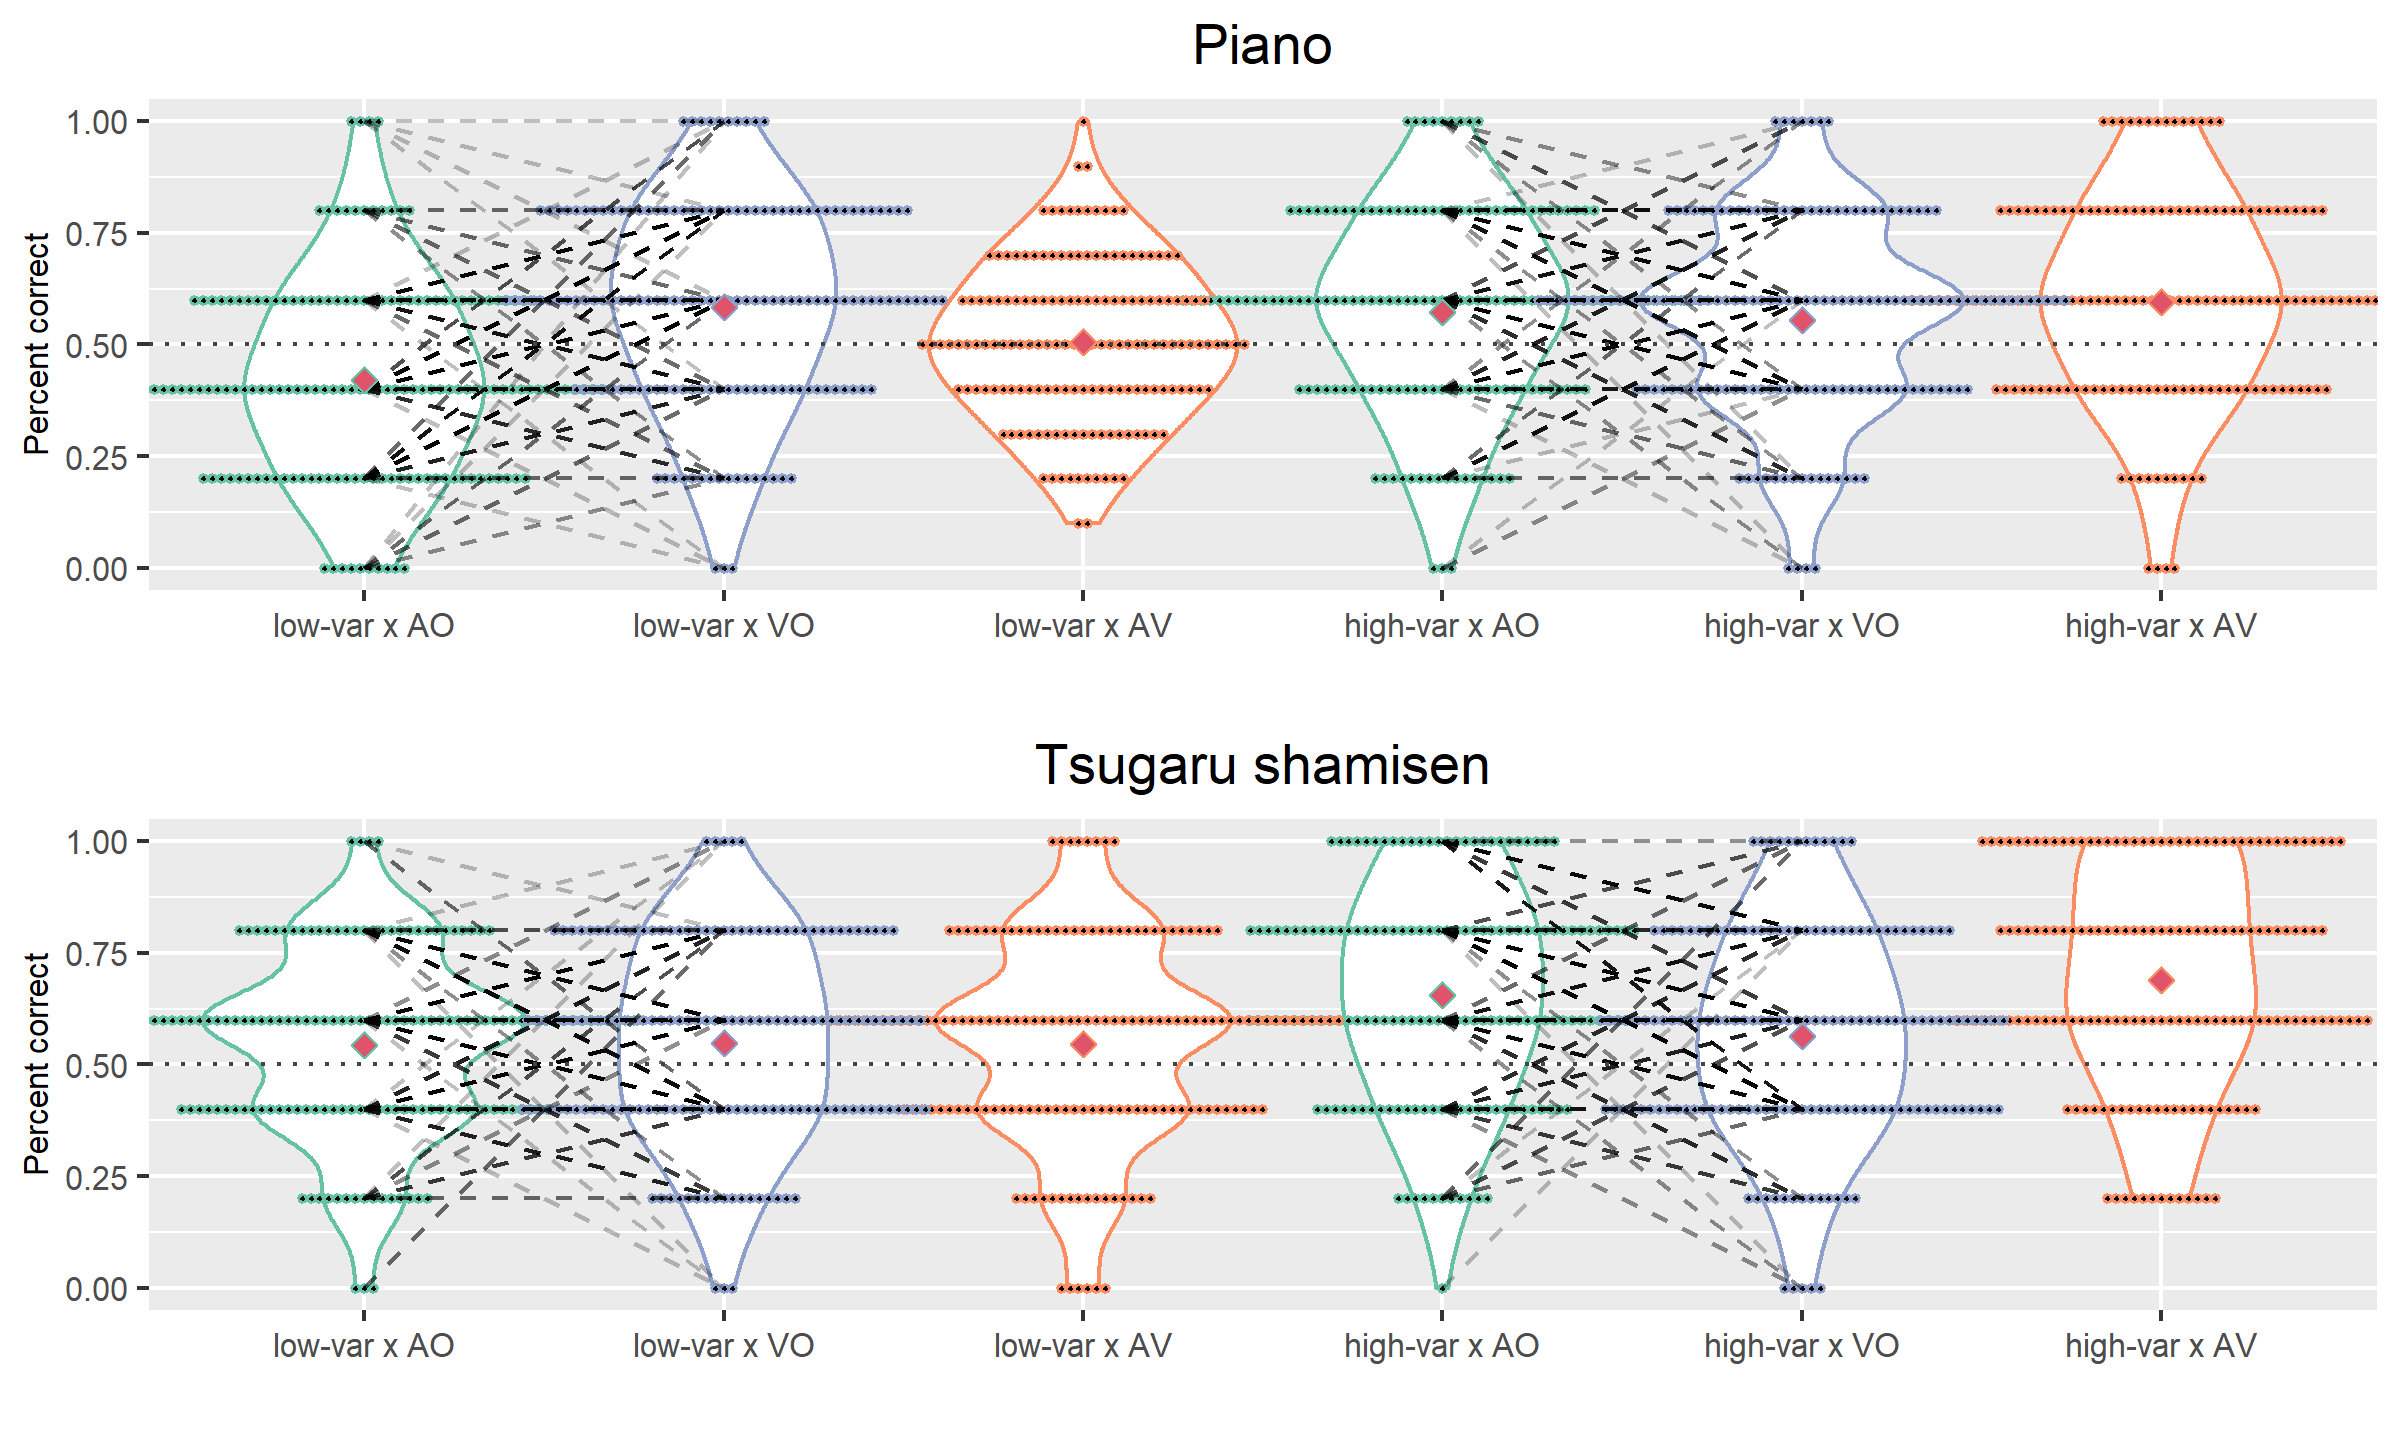 Piano
Percent correct
1.00
0.75
0.50
0.25
0.00
low-var x AO low-var x VO low-var x AV high-var x AO high-var x VO high-var x AV
Tsugaru shamisen
Percent correct
1.00
0.75
0.50
0.25
0.00
low-var x AO low-var x VO low-var x AV high-var x AO high-var x VO high-var x AV